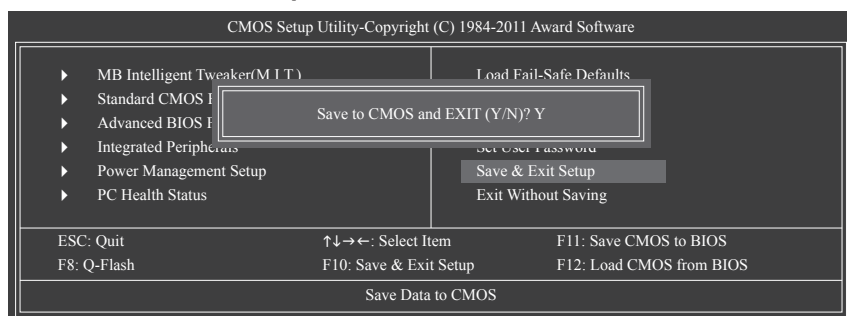 CMOS Setup Utility-Copyright (C) 1984-2011 Award Software
MB Intelligent Tweaker(M.I.T.)
Standard CMOS
Advanced BIOS
Integrated Peripherals
Power Management Setup
PC Health Status
Load Fail-Safe Defaults
Set User Password
Save & Exit Setup
Exit Without Saving
Save to CMOS and EXIT (Y/N)? Y
ESC: Quit
↑↓→←: Select Item
F11: Save CMOS to BIOS
F8: Q-Flash
F10: Save & Exit Setup
F12: Load CMOS from BIOS
Save Data to CMOS